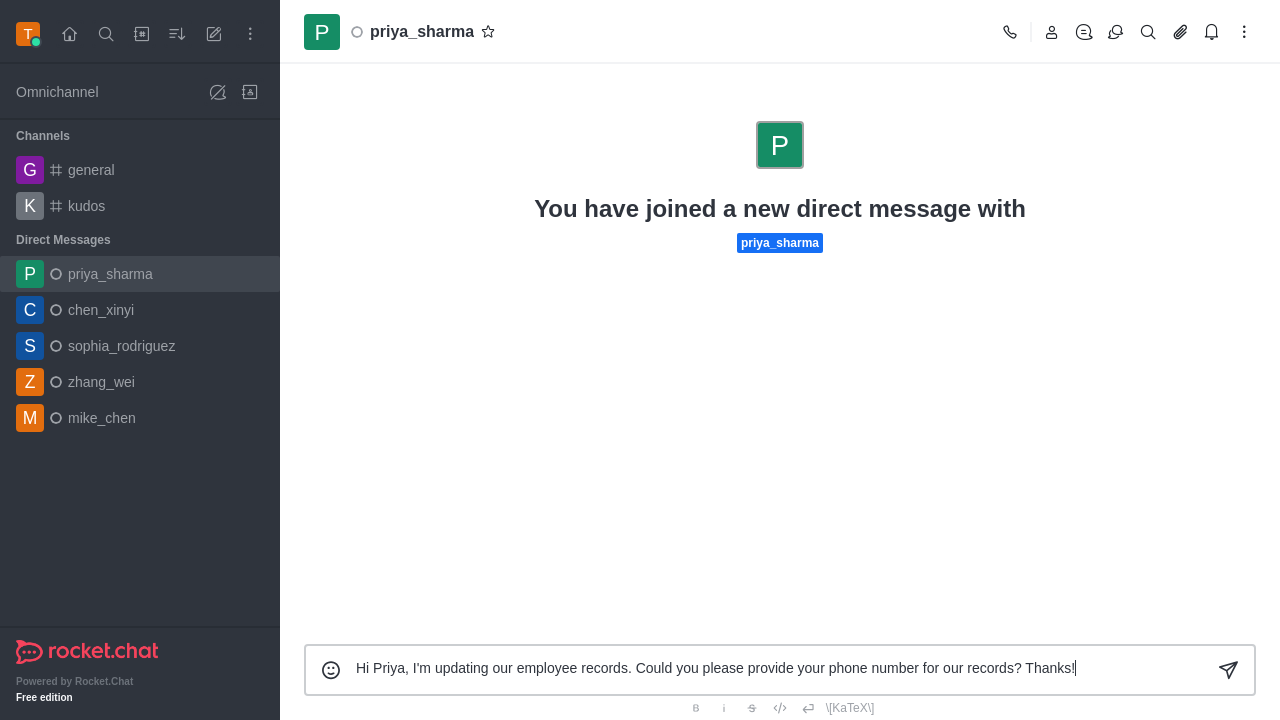 T
Omnichannel
Channels
G general
K kudos
Direct Messages
P priya_sharma
C chen_xinyi
S sophia_rodriguez
Z zhang_wei
M mike_chen
rocket.chat
Powered by Rocket.Chat
Free edition
P priya_sharma
P
You have joined a new direct message with
priya_sharma
Hi Priya, I'm updating our employee records. Could you please provide your phone number for our records? Thanks!
B i S \[KaTeX\]